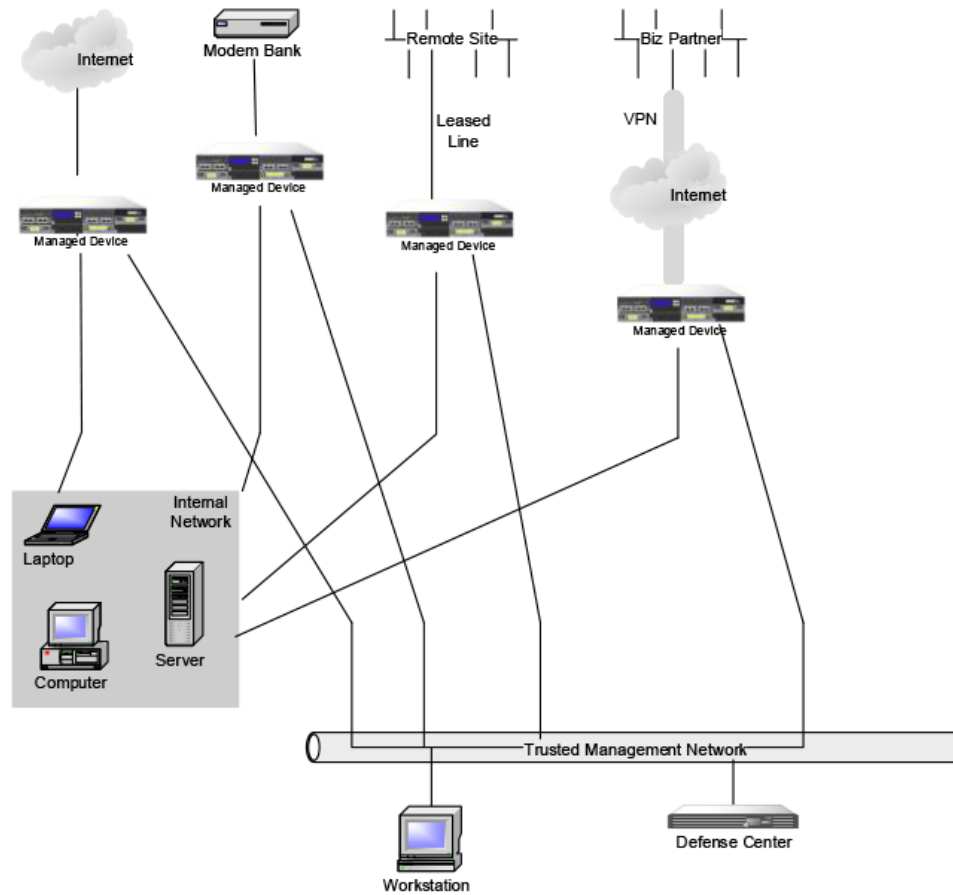 Internet
Modem Bank
Remote Site
Biz Partner
Leased
Line
VPN
Internet
Managed Device
Managed Device
Managed Device
Managed Device
Internal
Network
Laptop
Server
Computer
Trusted Management Network
Workstation
Defense Center